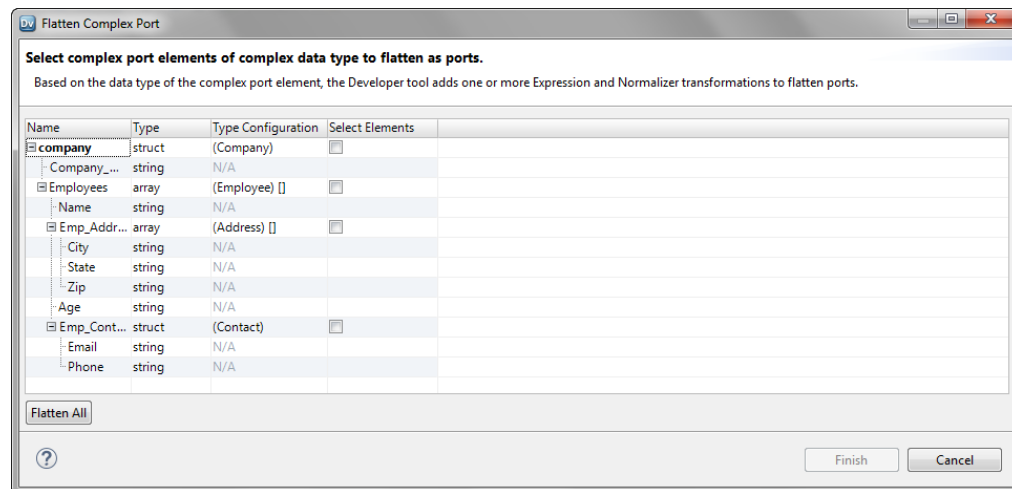 Dv Flatten Complex Port
Select complex port elements of complex data type to flatten as ports.
Based on the data type of the complex port element, the Developer tool adds one or more Expression and Normalizer transformations to flatten ports.
Name Type Type Configuration Select Elements
company struct (Company)
Company_... string N/A
Employees array (Employee) []
Name string N/A
Emp_Addr... array (Address) []
City string N/A
State string N/A
Zip string N/A
Age string N/A
Emp_Cont... struct (Contact)
Email string N/A
Phone string N/A
Flatten All
? Finish Cancel